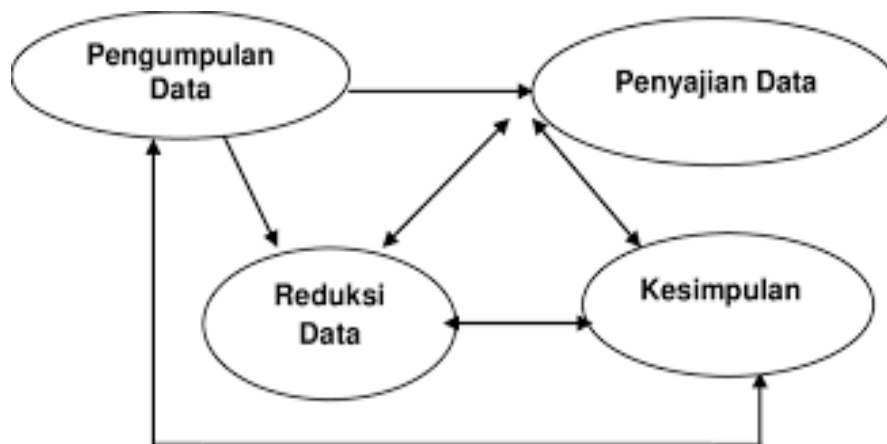 Pengumpulan
Data
Penyajian Data
Reduksi
Data
Kesimpulan